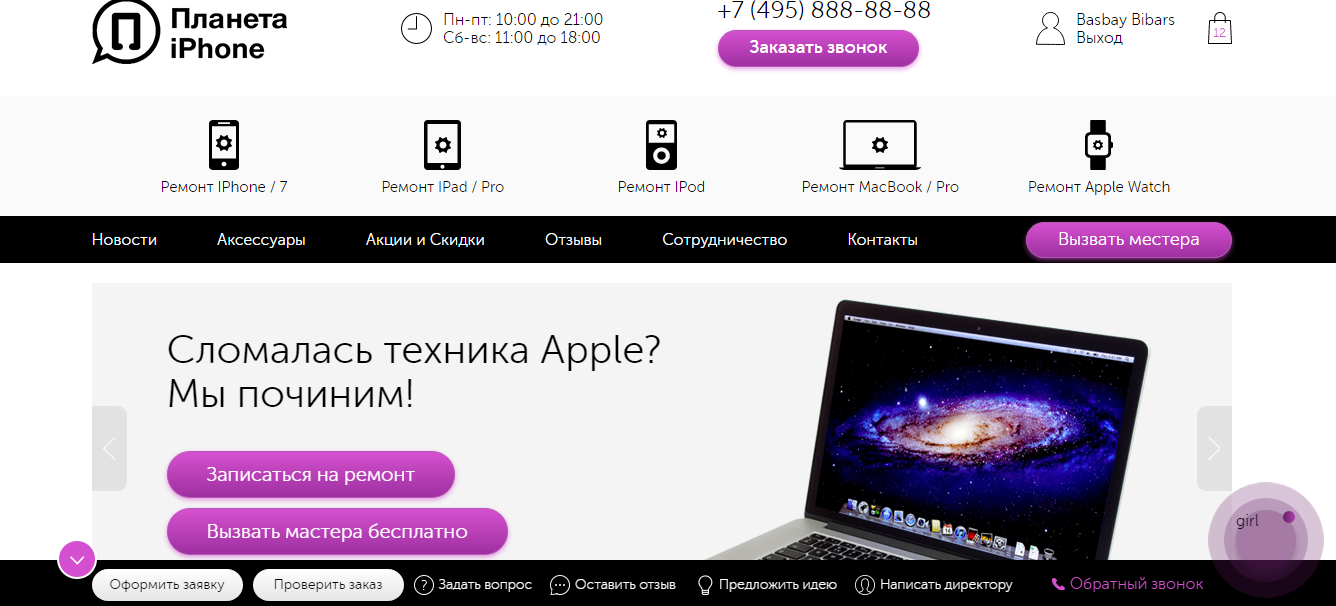 Планета
iPhone
Пн-пт: 10:00 до 21:00
Сб-вс: 11:00 до 18:00
+7 (495) 888-88-88
Заказать звонок
Basbay Bibars
Выход
12
Ремонт IPhone / 7
Ремонт IPad / Pro
Ремонт IPod
Ремонт MacBook / Pro
Ремонт Apple Watch
Новости
Аксессуары
Акции и Скидки
Отзывы
Сотрудничество
Контакты
Вызвать местера
Сломалась техника Apple?
Мы починим!
Записаться на ремонт
Вызвать мастера бесплатно
girl
Оформить заявку
Проверить заказ
? Задать вопрос
Оставить отзыв
Предложить идею
Написать директору
Обратный звонок